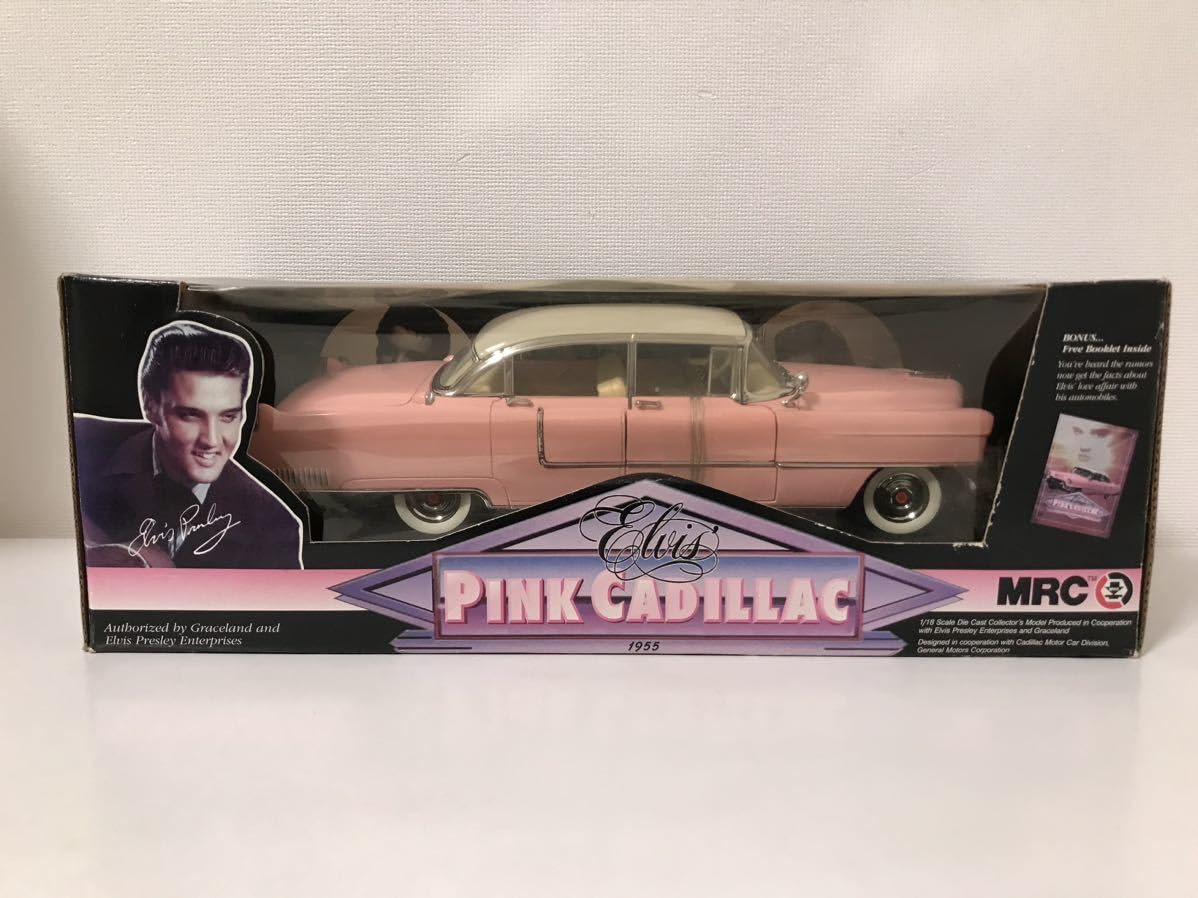 BONUS...
Free Booklet Inside
You've heard the rumors
now get the facts about
Elvis' love affair with
his automobiles.
PINK CADILLAC
Elvis Presley
Elvis'
PINK CADILLAC
1955
Authorized by Graceland and
Elvis Presley Enterprises
MRC™
1/18 Scale Die Cast Collector's Model Produced in Cooperation
with Elvis Presley Enterprises and Graceland
Designed in cooperation with Cadillac Motor Car Division,
General Motors Corporation